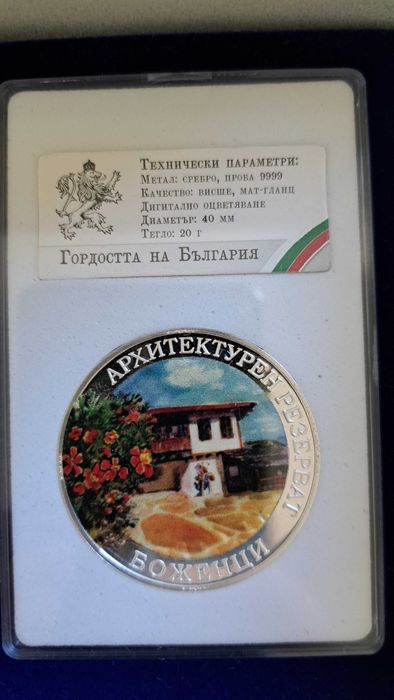 Технически параметри:
Метал: сребро, проба 9999
Качество: висше, мат-гланц
Дигитално оцветяване
Диаметър: 40 мм
Тегло: 20 г
Гордостта на България
АРХИТЕКТУРЕН РЕЗЕРВАТ
БОЖЕНЦИ